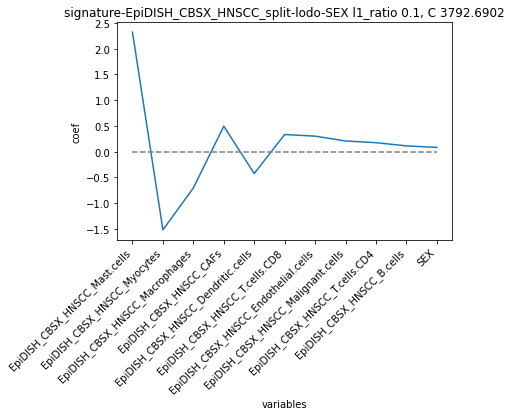 signature-EpiDISH_CBSX_HNSCC_split-lodo-SEX l1_ratio 0.1, C 3792.6902
2.5
2.0
1.5
1.0
0.5
0.0
−0.5
−1.0
−1.5
coef
EpiDISH_CBSX_HNSCC_Mast.cells
EpiDISH_CBSX_HNSCC_Myocytes
EpiDISH_CBSX_HNSCC_Macrophages
EpiDISH_CBSX_HNSCC_CAFs
EpiDISH_CBSX_HNSCC_Dendritic.cells
EpiDISH_CBSX_HNSCC_T.cells.CD8
EpiDISH_CBSX_HNSCC_Endothelial.cells
EpiDISH_CBSX_HNSCC_Malignant.cells
EpiDISH_CBSX_HNSCC_T.cells.CD4
EpiDISH_CBSX_HNSCC_B.cells
SEX
variables